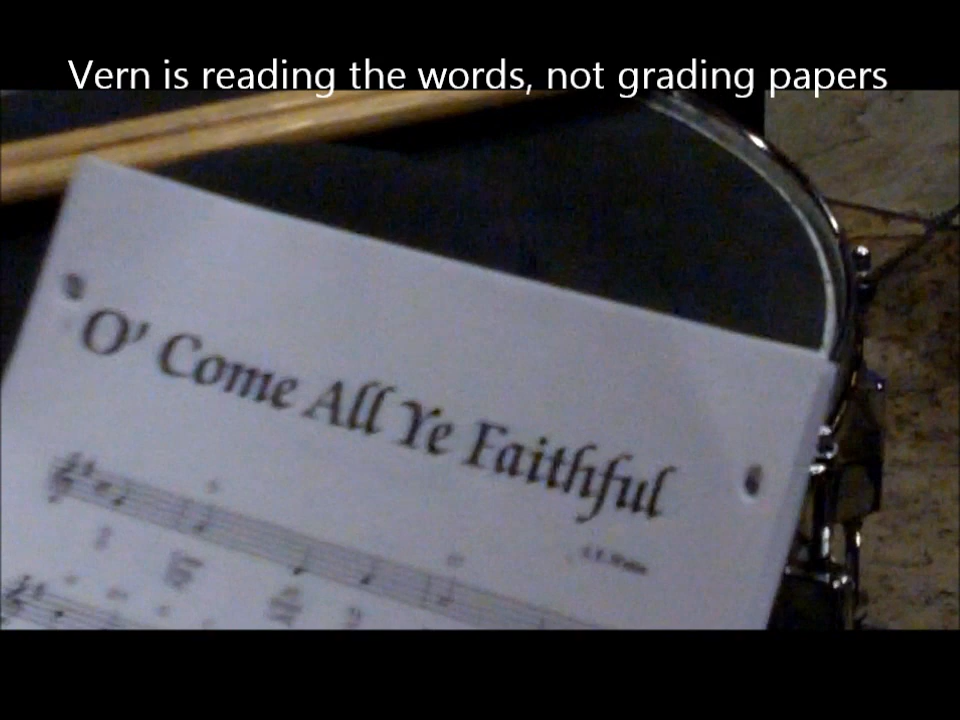 Vern is reading the words, not grading papers
O' Come All Ye Faithful